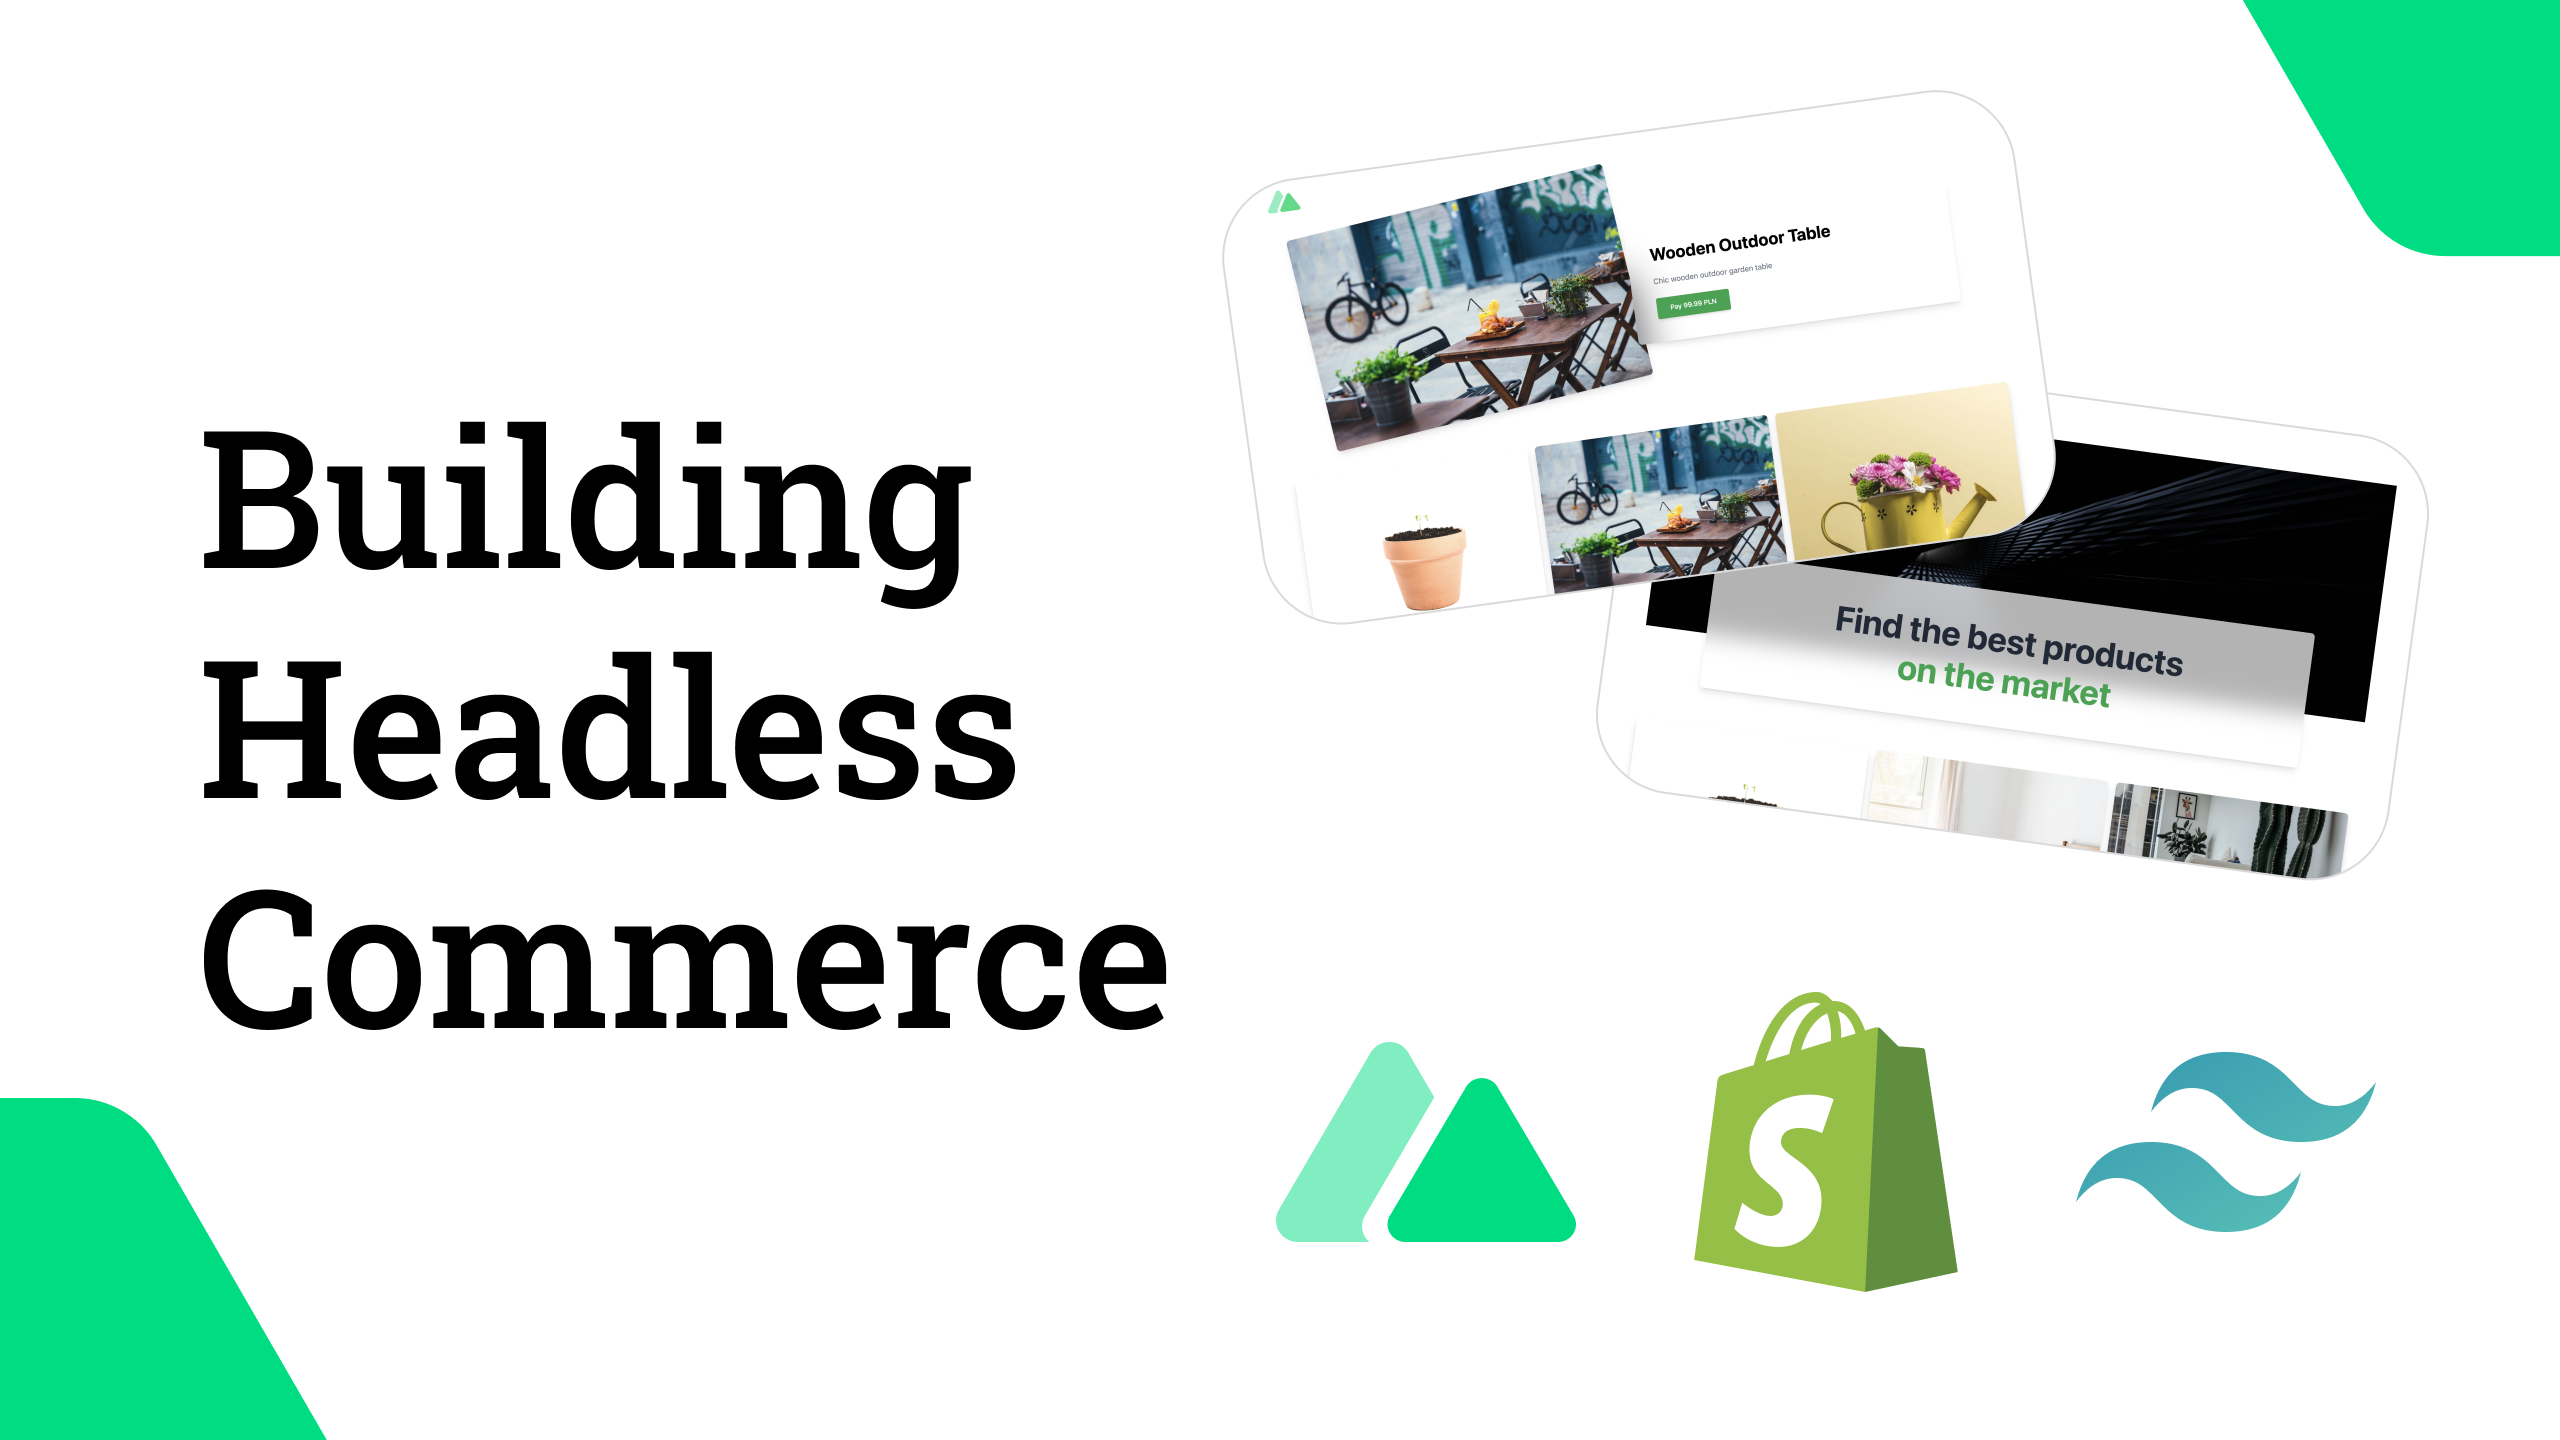 Building
Headless
Commerce
Wooden Outdoor Table
Chic wooden outdoor garden table
Pay 99.99 PLN
Find the best products
on the market
S